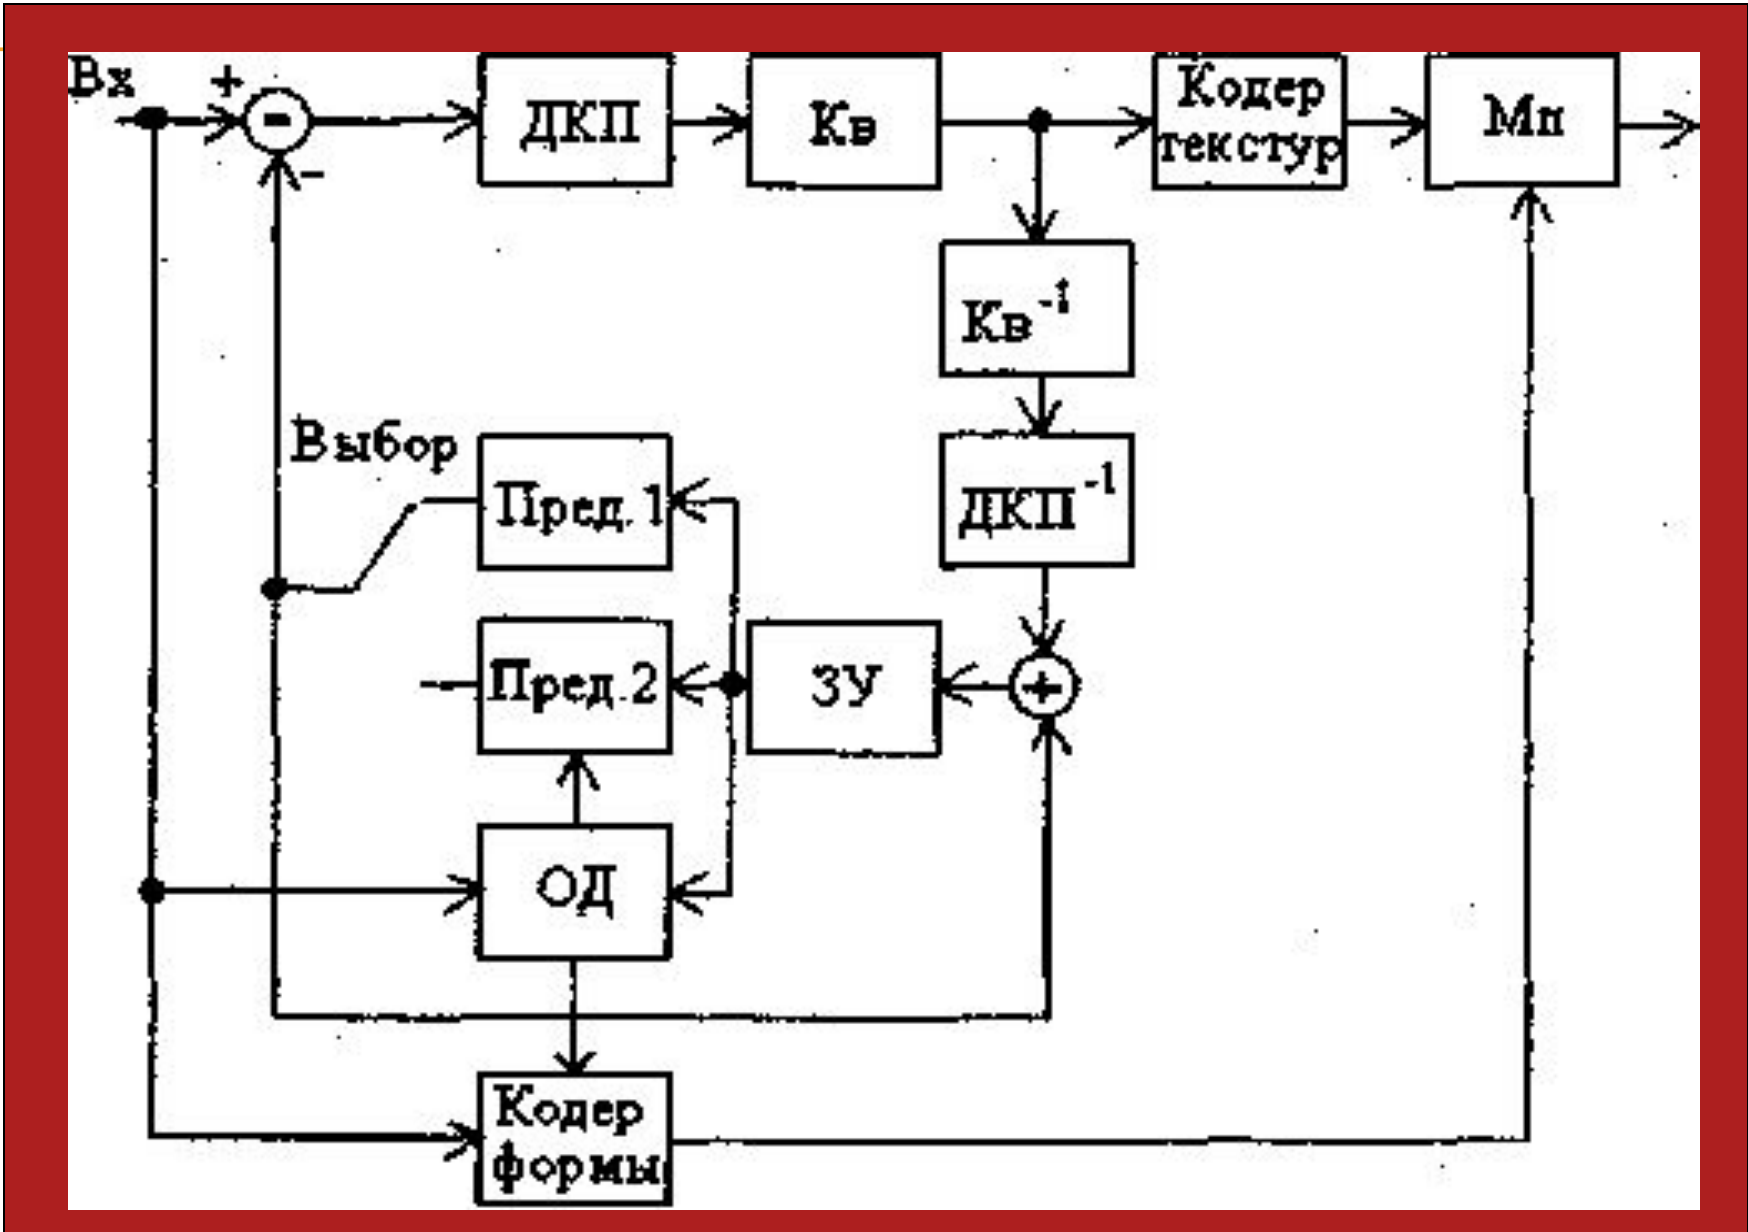 Вх
+
-
-
ДКП
Кв
Кодер
текстур
Мп
Кв⁻¹
Выбор
Пред.1
ДКП⁻¹
Пред.2
ЗУ
+
ОД
Кодер
формы